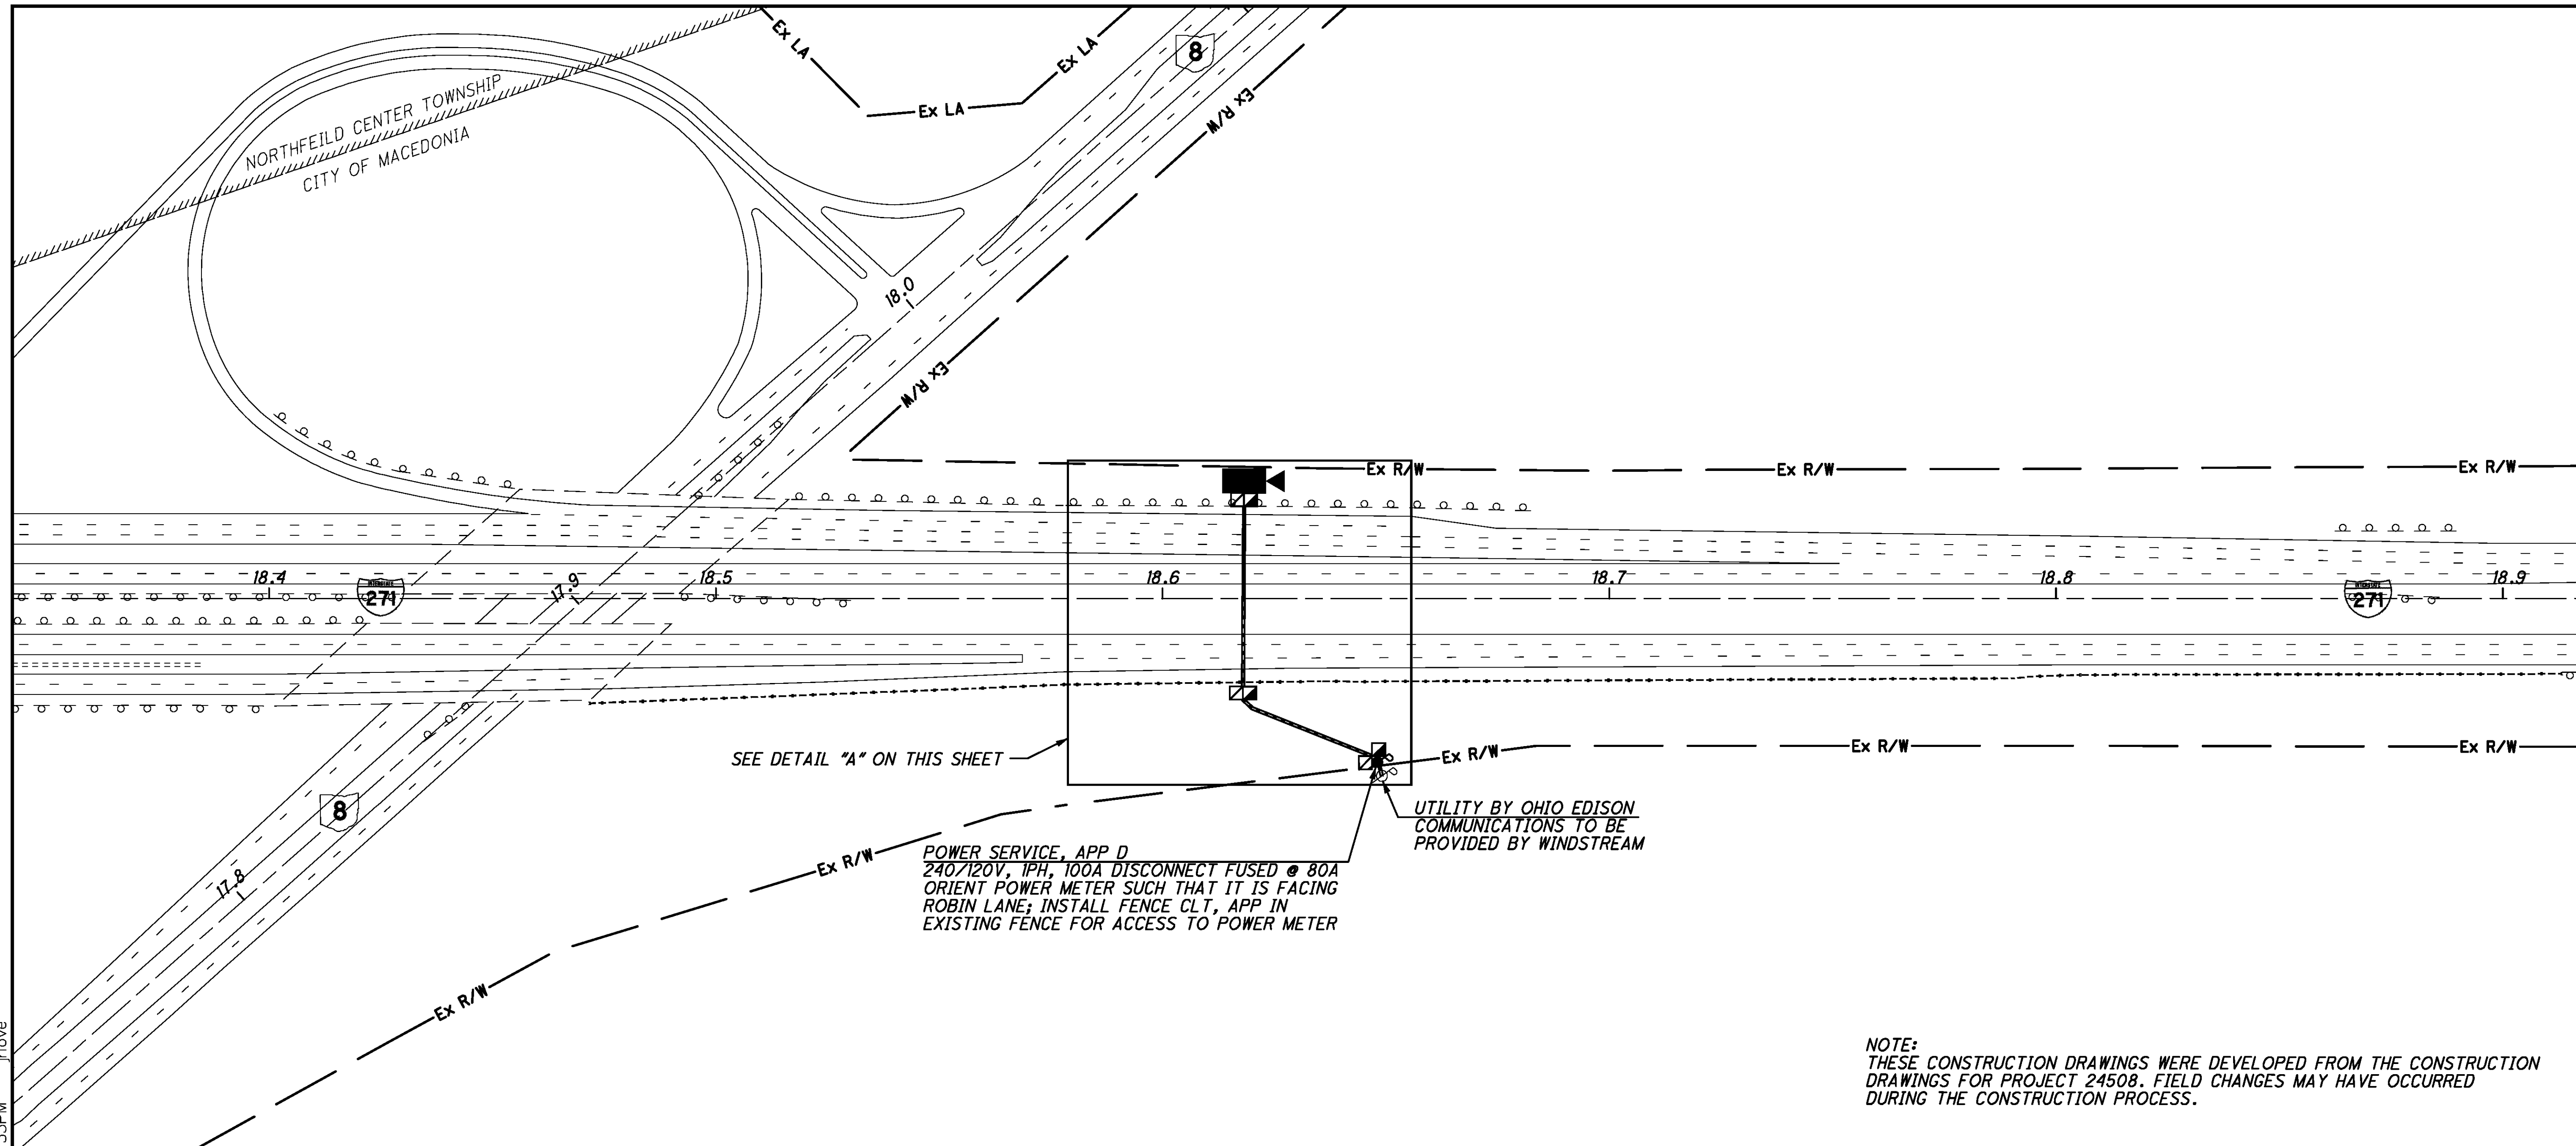 Ex LA
Ex LA
Ex LA
8
Ex R/W
NORTHFEILD CENTER TOWNSHIP
CITY OF MACEDONIA
18.0
Ex R/W
Ex R/W
Ex R/W
Ex R/W
18.4
INTERSTATE
271
17.9
18.5
18.6
18.7
18.8
INTERSTATE
271
18.9
SEE DETAIL "A" ON THIS SHEET
Ex R/W
Ex R/W
Ex R/W
8
UTILITY BY OHIO EDISON
COMMUNICATIONS TO BE
PROVIDED BY WINDSTREAM
Ex R/W
POWER SERVICE, APP D
240/120V, 1PH, 100A DISCONNECT FUSED @ 80A
ORIENT POWER METER SUCH THAT IT IS FACING
ROBIN LANE; INSTALL FENCE CLT, APP IN
EXISTING FENCE FOR ACCESS TO POWER METER
17.8
Ex R/W
NOTE:
THESE CONSTRUCTION DRAWINGS WERE DEVELOPED FROM THE CONSTRUCTION
DRAWINGS FOR PROJECT 24508. FIELD CHANGES MAY HAVE OCCURRED
DURING THE CONSTRUCTION PROCESS.